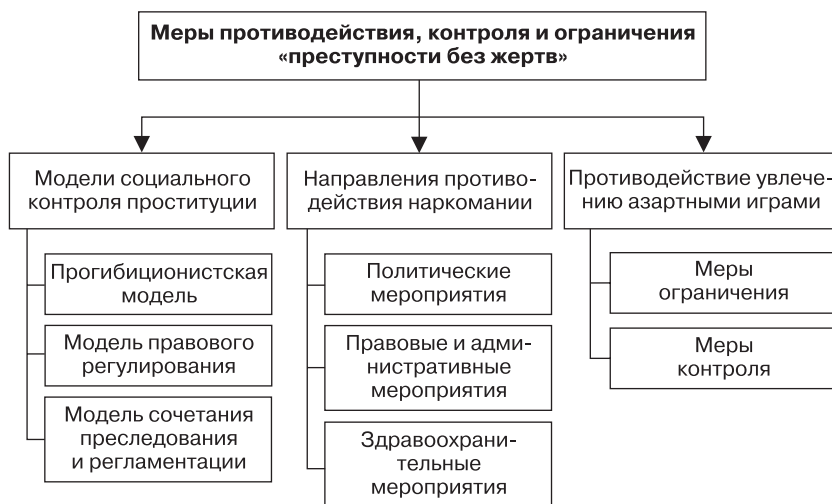 Меры противодействия, контроля и ограничения
«преступности без жертв»
Модели социального
контроля проституции
Прогибиционистская
модель
Модель правового
регулирования
Модель сочетания
преследования
и регламентации
Направления противо-
действия наркомании
Политические
мероприятия
Правовые и адми-
нистративные
мероприятия
Здравоохрани-
тельные
мероприятия
Противодействие увлече-
нию азартными играми
Меры
ограничения
Меры
контроля